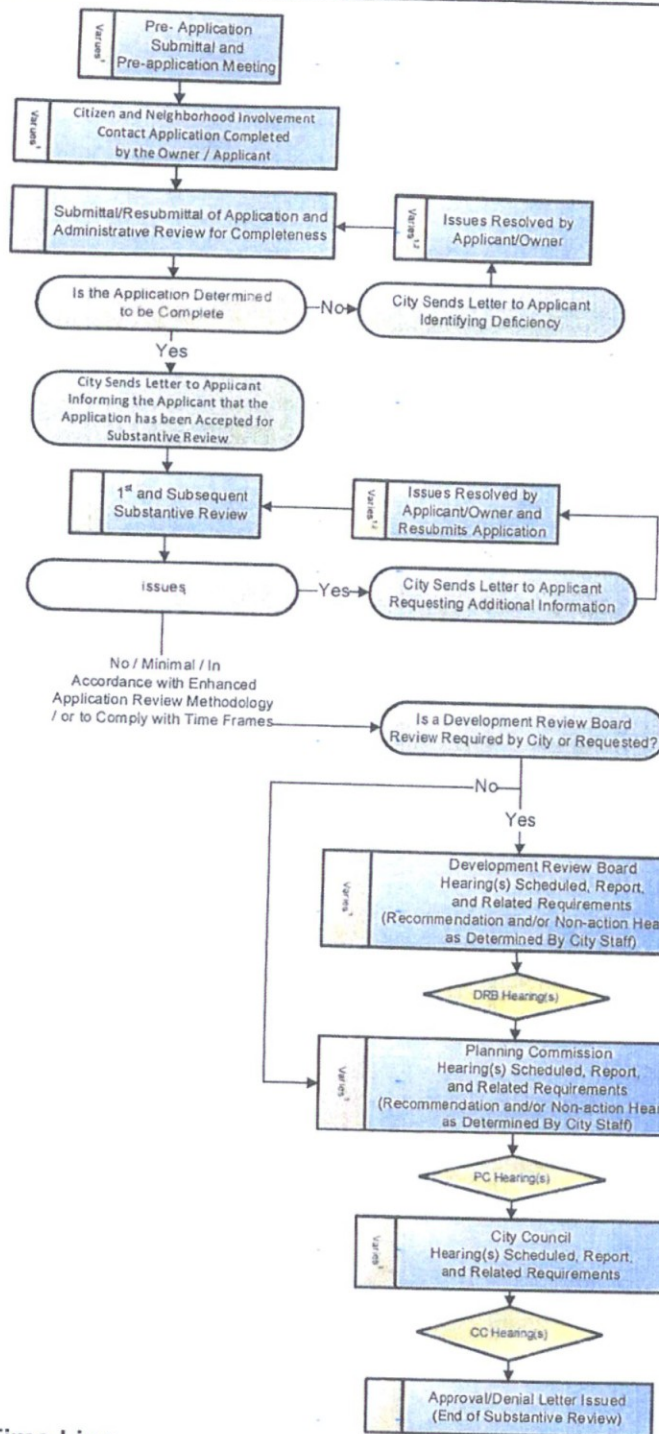 Varies
Pre- Application
Submittal and
Pre-application Meeting
Varies
Citizen and Neighborhood Involvement
Contact Application Completed
by the Owner / Applicant
Submittal/Resubmittal of Application and
Administrative Review for Completeness
Varies
Issues Resolved by
Applicant/Owner
Is the Application Determined
to be Complete
No
City Sends Letter to Applicant
Identifying Deficiency
Yes
City Sends Letter to Applicant
Informing the Applicant that the
Application has been Accepted for
Substantive Review
1st and Subsequent
Substantive Review
Varies
Issues Resolved by
Applicant/Owner and
Resubmits Application
issues
Yes
City Sends Letter to Applicant
Requesting Additional Information
No / Minimal / In
Accordance with Enhanced
Application Review Methodology
/ or to Comply with Time Frames
Is a Development Review Board
Review Required by City or Requested?
No
Yes
Varies
Development Review Board
Hearing(s) Scheduled, Report,
and Related Requirements
(Recommendation and/or Non-action Hea
as Determined By City Staff)
DRB Hearing(s)
Varies
Planning Commission
Hearing(s) Scheduled, Report,
and Related Requirements
(Recommendation and/or Non-action Hea
as Determined By City Staff)
PC Hearing(s)
Varies
City Council
Hearing(s) Scheduled, Report,
and Related Requirements
CC Hearing(s)
Approval/Denial Letter Issued
(End of Substantive Review)